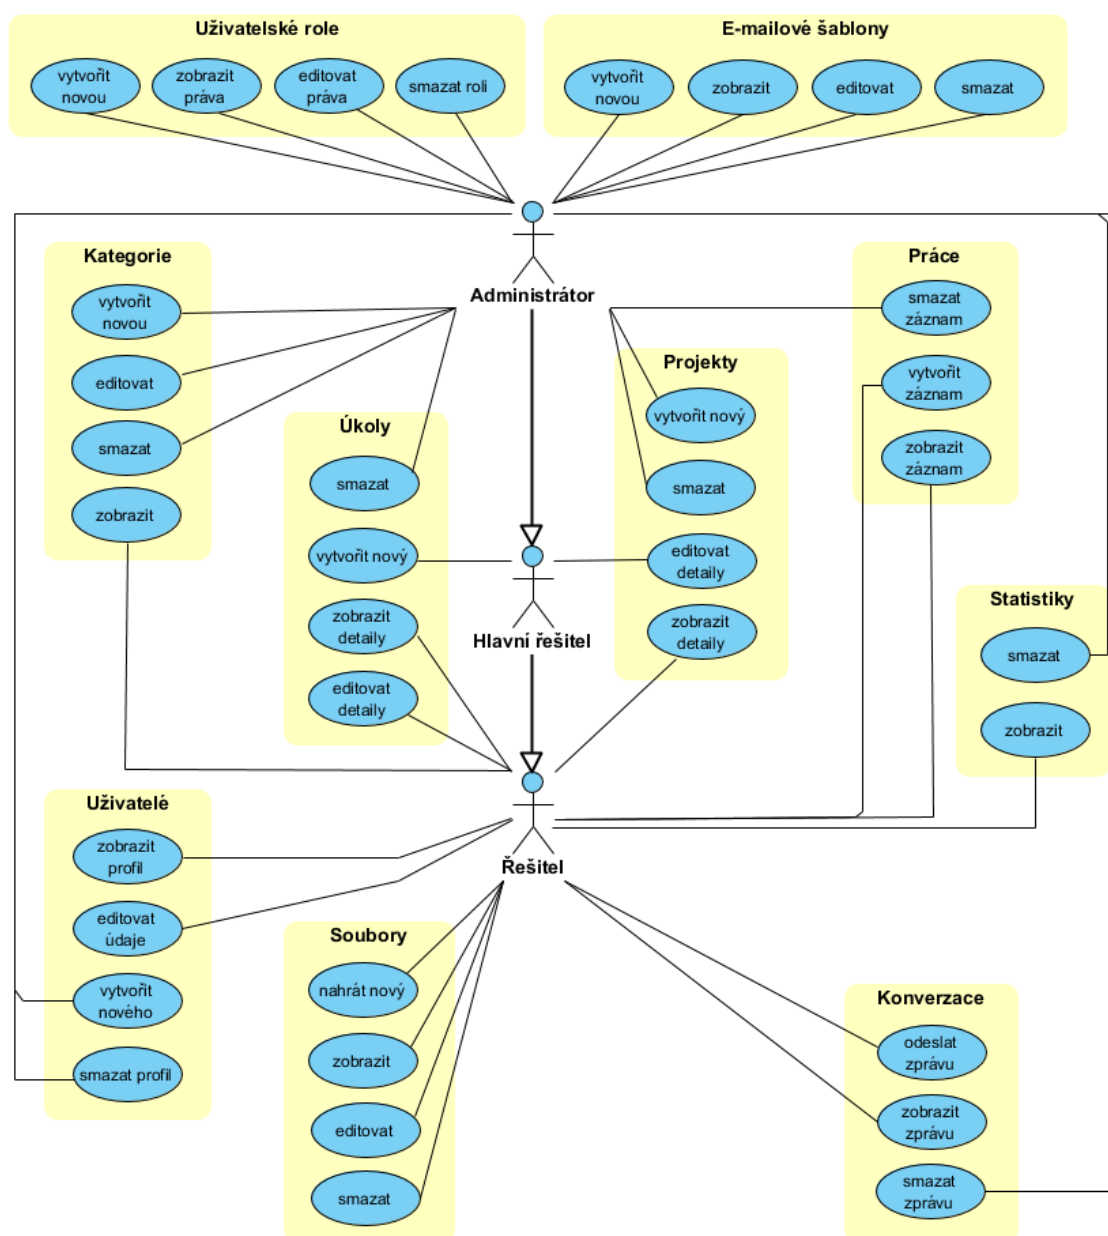 Uživatelské role
vytvořit
novou
zobrazit
práva
editovat
práva
smazat roli
E-mailové šablony
vytvořit
novou
zobrazit
editovat
smazat
Administrátor
Kategorie
vytvořit
novou
editovat
smazat
zobrazit
Úkoly
smazat
vytvořit nový
zobrazit
detaily
editovat
detaily
Projekty
vytvořit nový
smazat
editovat
detaily
zobrazit
detaily
Práce
smazat
záznam
vytvořit
záznam
zobrazit
záznam
Hlavní řešitel
Statistiky
smazat
zobrazit
Řešitel
Uživatelé
zobrazit
profil
editovat
údaje
vytvořit
nového
smazat profil
Soubory
nahrát nový
zobrazit
editovat
smazat
Konverzace
odeslat
zprávu
zobrazit
zprávu
smazat
zprávu